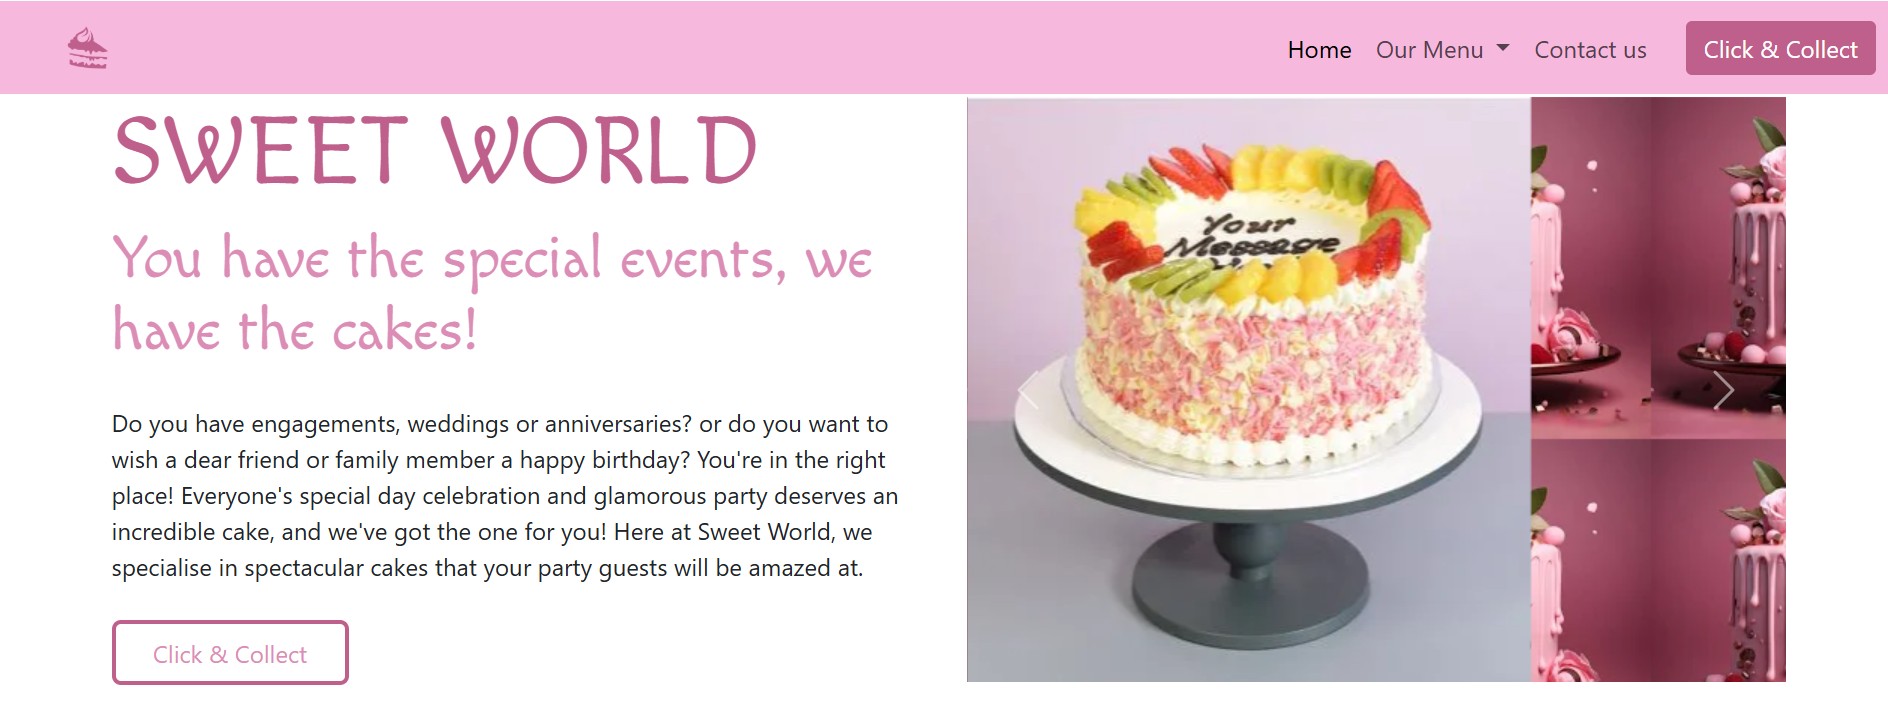 Home Our Menu Contact us Click & Collect
SWEET WORLD
You have the special events, we
have the cakes!
Do you have engagements, weddings or anniversaries? or do you want to
wish a dear friend or family member a happy birthday? You're in the right
place! Everyone's special day celebration and glamorous party deserves an
incredible cake, and we've got the one for you! Here at Sweet World, we
specialise in spectacular cakes that your party guests will be amazed at.
Click & Collect
Your
Message